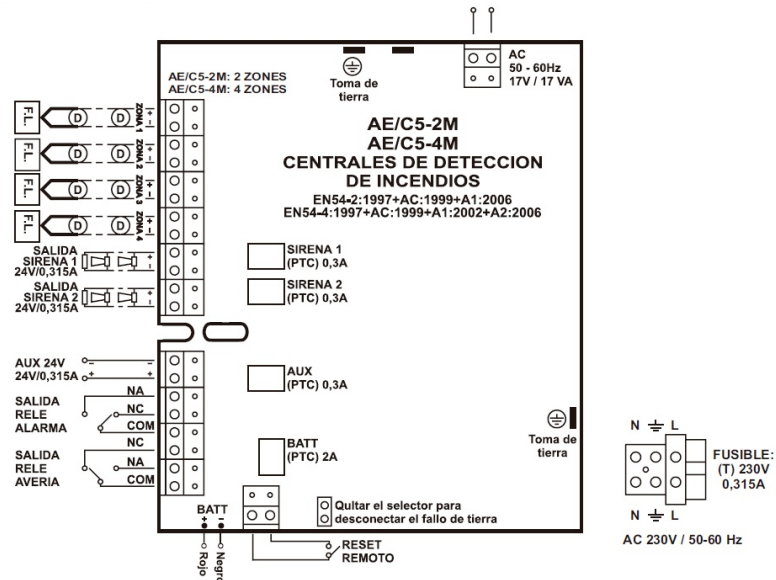 AE/C5-2M: 2 ZONES
AE/C5-4M: 4 ZONES
Toma de
tierra
AC
50 - 60Hz
17V / 17 VA
AE/C5-2M
AE/C5-4M
CENTRALES DE DETECCION
DE INCENDIOS
EN54-2:1997+AC:1999+A1:2006
EN54-4:1997+AC:1999+A1:2002+A2:2006
F.L. D D ZONA 1 + -
F.L. D D ZONA 2 + -
F.L. D D ZONA 3 + -
F.L. D D ZONA 4 + -
SALIDA
SIRENA 1
24V/0,315A
+ -
SALIDA
SIRENA 2
24V/0,315A
+ -
SIRENA 1
(PTC) 0,3A
SIRENA 2
(PTC) 0,3A
AUX 24V - -
24V/0,315A + +
AUX
(PTC) 0,3A
SALIDA
RELE
ALARMA
NA
NC
COM
SALIDA
RELE
AVERIA
NC
NA
COM
BATT
(PTC) 2A
Toma de
tierra
BATT
+ -
Rojo
Negro
Quitar el selector para
desconectar el fallo de tierra
RESET
REMOTO
N L
FUSIBLE:
(T) 230V
0,315A
N L
AC 230V / 50-60 Hz